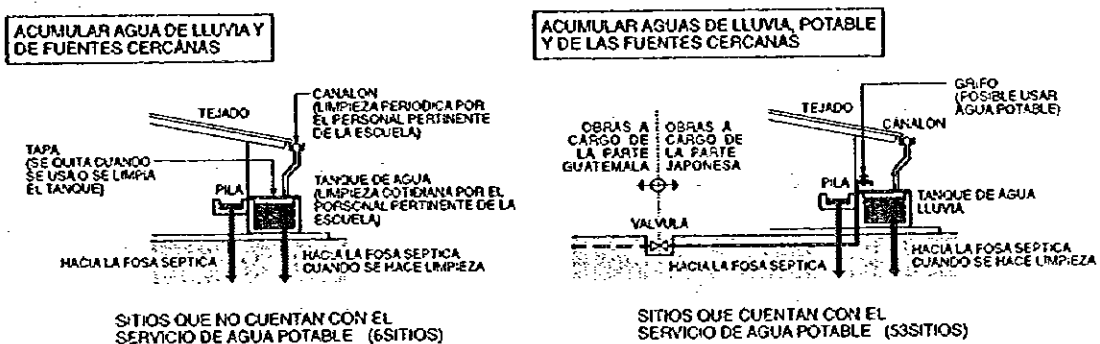 ACUMULAR AGUA DE LLUVIA Y
DE FUENTES CERCANAS
CANALON
(LIMPIEZA PERIODICA POR
EL PERSONAL PERTINENTE
DE LA ESCUELA)
TEJADO
TAPA
(SE QUITA CUANDO
SE USA O SE LIMPIA
EL TANQUE)
PILA
TANQUE DE AGUA
(LIMPIEZA COTIDIANA POR EL
PORSCNAL PERTINENTE DE LA
ESCUELA)
HACIA LA FOSA SEPTICA
HACIA LA FOSA SEPTICA
CUANDO SE HACE LIMPIEZA
SITIOS QUE NO CUENTAN CON EL
SERVICIO DE AGUA POTABLE (6SITIOS)
ACUMULAR AGUAS DE LLUVIA, POTABLE
Y DE LAS FUENTES CERCANAS
GRIFO
(POSIBLE USAR
AGUA POTABLE)
TEJADO
CANALON
OBRAS A
CARGO DE
LA PARTE
GUATEMALA
OBRAS A
CARGO DE
LA PARTE
JAPONESA
PILA
TANQUE DE AGUA
LLUVIA
VALVULA
HACIA LA FOSA SEPTICA
HACIA LA FOSA SEPTICA
CUANDO SE HACE LIMPIEZA
SITIOS QUE CUENTAN CON EL
SERVICIO DE AGUA POTABLE (53SITIOS)